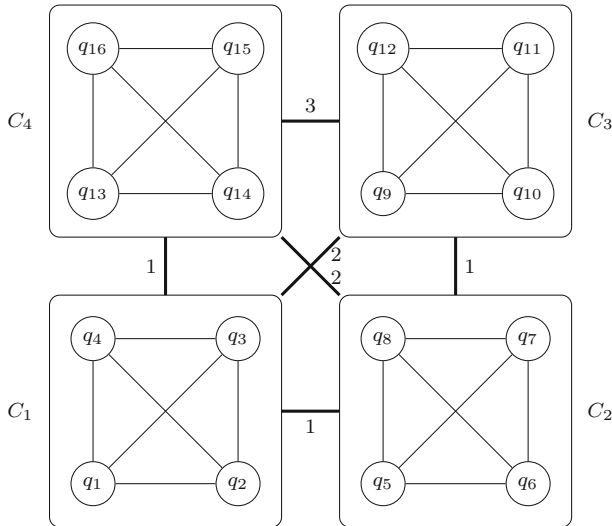 q₁₆ q₁₅ q₁₂ q₁₁
C₄ 3 C₃
q₁₃ q₁₄ q₉ q₁₀
1 2 1
2
q₄ q₃ q₈ q₇
C₁ 1 C₂
q₁ q₂ q₅ q₆